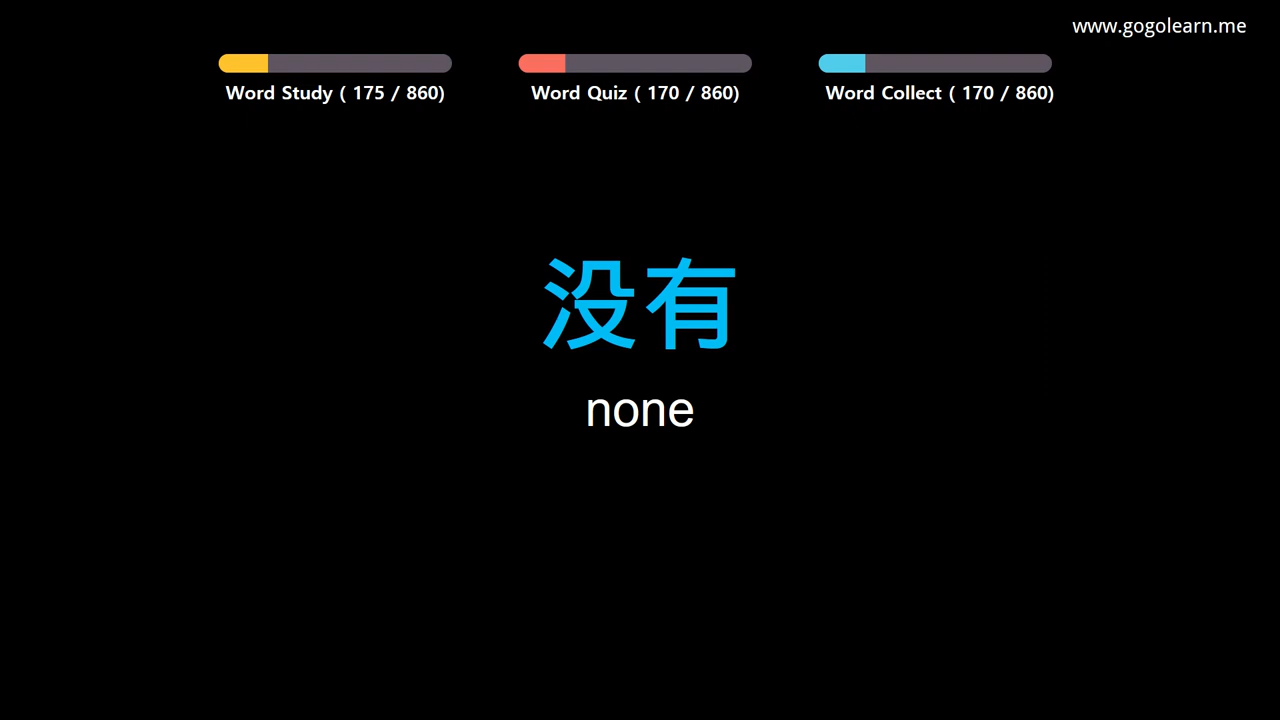 www.gogolearn.me
Word Study ( 175 / 860)
Word Quiz ( 170 / 860)
Word Collect ( 170 / 860)
没有
none